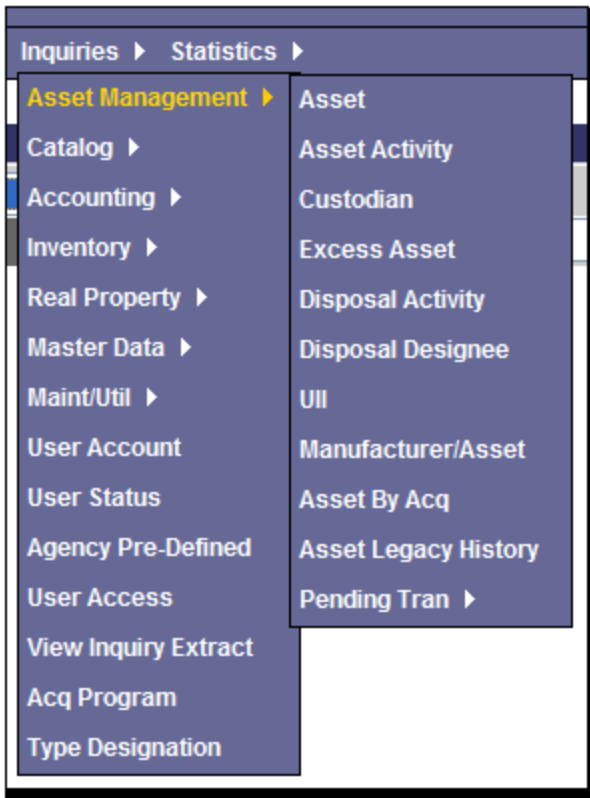 Inquiries Statistics
Asset Management
Catalog
Accounting
Inventory
Real Property
Master Data
Maint/Util
User Account
User Status
Agency Pre-Defined
User Access
View Inquiry Extract
Acq Program
Type Designation
Asset
Asset Activity
Custodian
Excess Asset
Disposal Activity
Disposal Designee
UII
Manufacturer/Asset
Asset By Acq
Asset Legacy History
Pending Tran